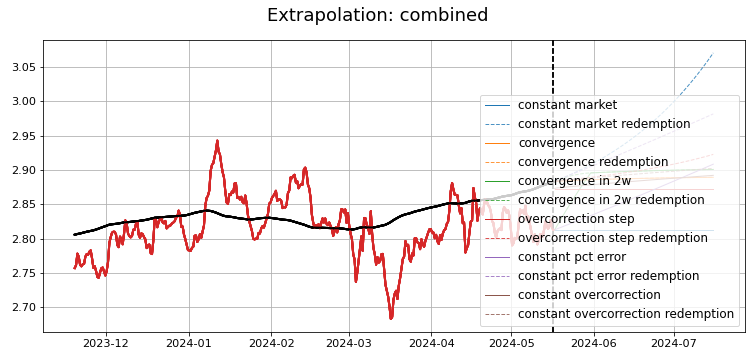 Extrapolation: combined
3.05
3.00
2.95
2.90
2.85
2.80
2.75
2.70
constant market
constant market redemption
convergence
convergence redemption
convergence in 2w
convergence in 2w redemption
overcorrection step
overcorrection step redemption
constant pct error
constant pct error redemption
constant overcorrection
constant overcorrection redemption
2023-12 2024-01 2024-02 2024-03 2024-04 2024-05 2024-06 2024-07